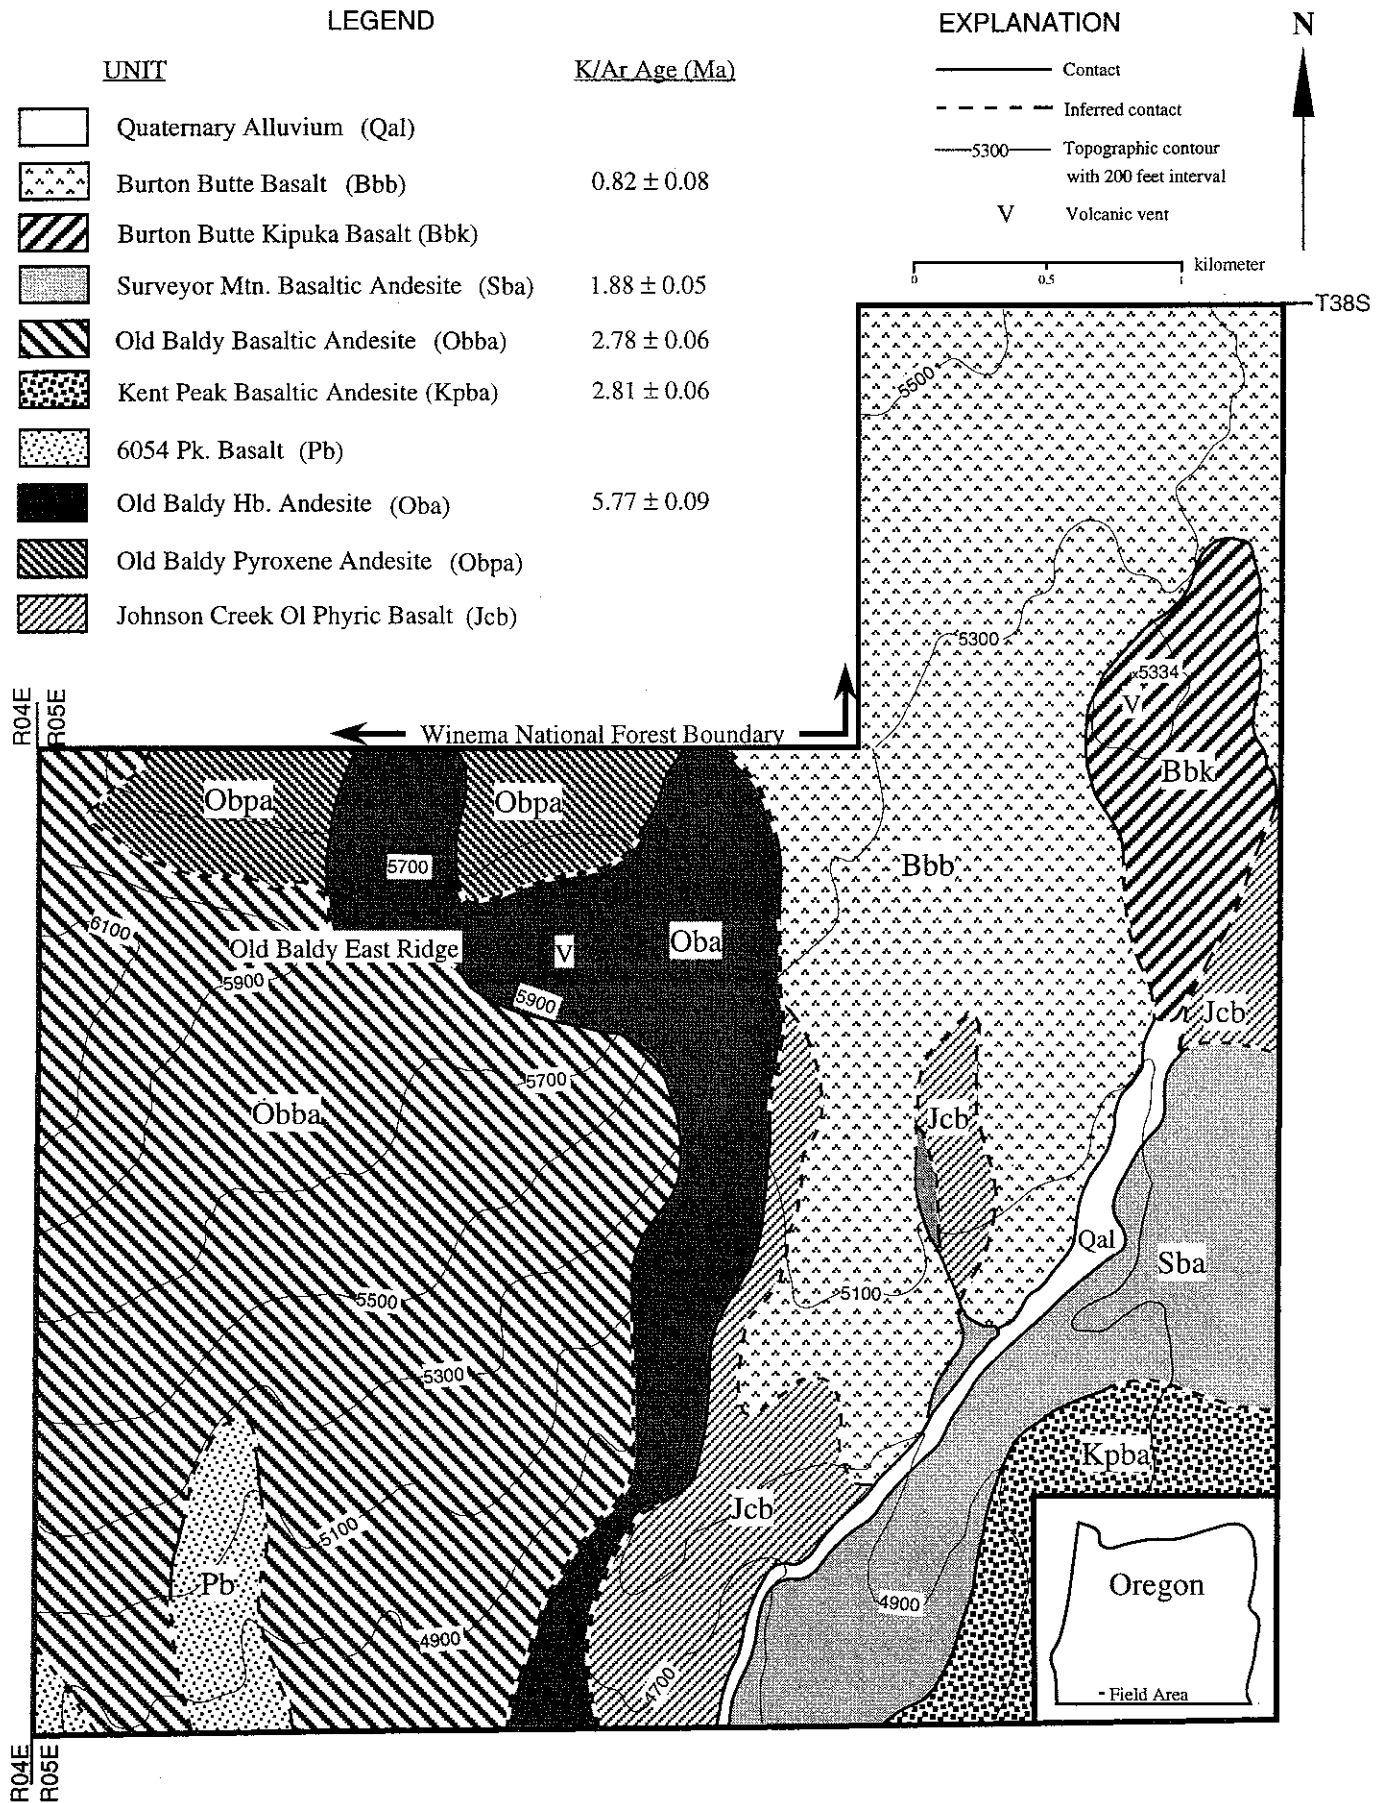 LEGEND
UNIT K/Ar Age (Ma)
Quaternary Alluvium (Qal)
Burton Butte Basalt (Bbb) 0.82 ± 0.08
Burton Butte Kipuka Basalt (Bbk)
Surveyor Mtn. Basaltic Andesite (Sba) 1.88 ± 0.05
Old Baldy Basaltic Andesite (Obba) 2.78 ± 0.06
Kent Peak Basaltic Andesite (Kpba) 2.81 ± 0.06
6054 Pk. Basalt (Pb)
Old Baldy Hb. Andesite (Oba) 5.77 ± 0.09
Old Baldy Pyroxene Andesite (Obpa)
Johnson Creek Ol Phyric Basalt (Jcb)
EXPLANATION
Contact
Inferred contact
5300 Topographic contour
with 200 feet interval
V Volcanic vent
N
kilometer
0 0.5 1
T38S
5500
5300
x5334
V
R04E
R05E
Winema National Forest Boundary
Bbk
Obpa
Obpa
5700
Bbb
6100
Old Baldy East Ridge
V
Oba
5900
5900
Jcb
5700
Obba
Jcb
Qal
Sba
5100
5500
5300
Kpba
Jcb
5100
Pb
4900
4900
4700
Oregon
Field Area
R04E
R05E